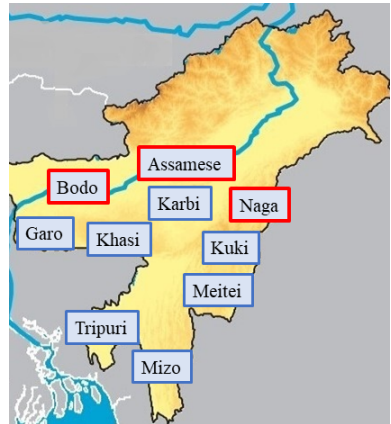 Assamese
Bodo
Karbi
Naga
Garo
Khasi
Kuki
Meitei
Tripuri
Mizo